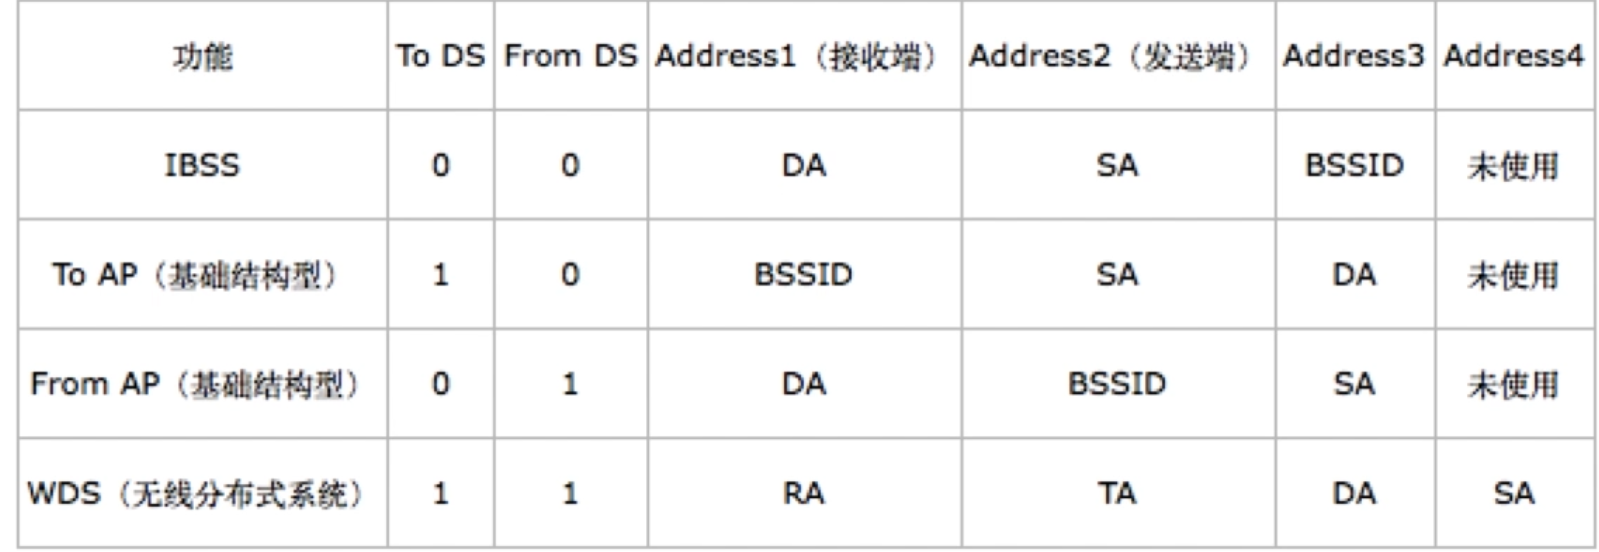 功能 To DS From DS Address1（接收端） Address2（发送端） Address3 Address4
IBSS 0 0 DA SA BSSID 未使用
To AP（基础结构型） 1 0 BSSID SA DA 未使用
From AP（基础结构型） 0 1 DA BSSID SA 未使用
WDS（无线分布式系统） 1 1 RA TA DA SA